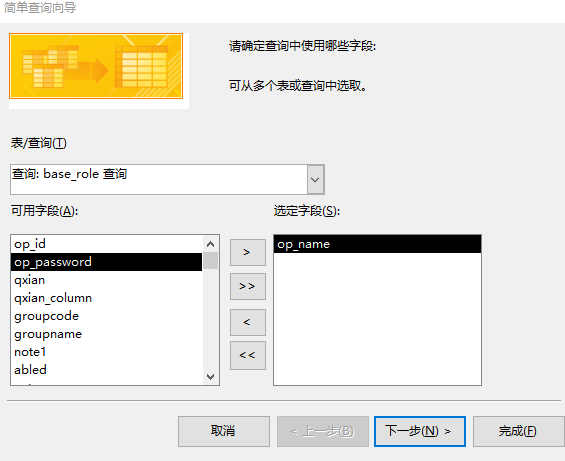 简单查询向导
请确定查询中使用哪些字段:
可从多个表或查询中选取。
表/查询(T)
查询: base_role 查询
可用字段(A):
选定字段(S):
op_id
op_password
qxian
qxian_column
groupcode
groupname
note1
abled
>
>>
<
<<
op_name
取消
< 上一步(B)
下一步(N) >
完成(F)